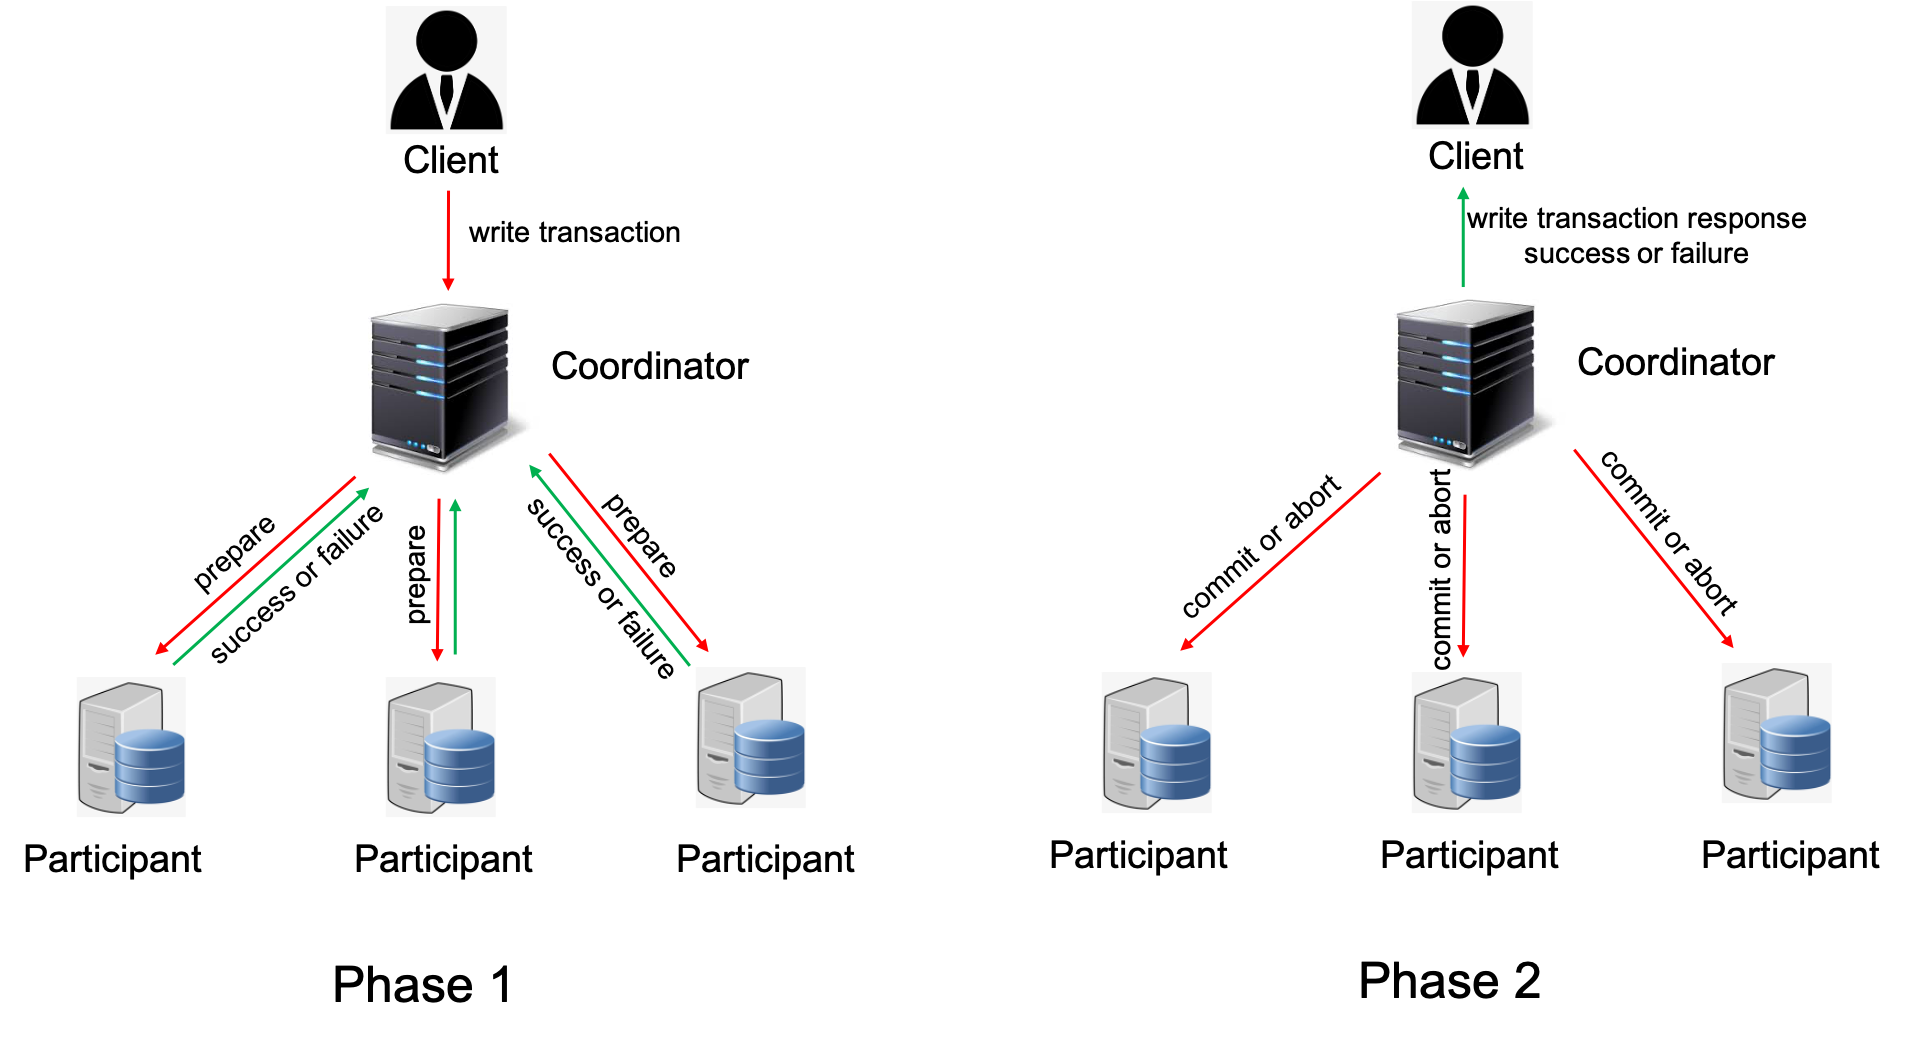 Client
write transaction
Coordinator
prepare
success or failure
prepare
success or failure
prepare
Participant
Participant
Participant
Phase 1
Client
write transaction response
success or failure
Coordinator
commit or abort
commit or abort
commit or abort
Participant
Participant
Participant
Phase 2